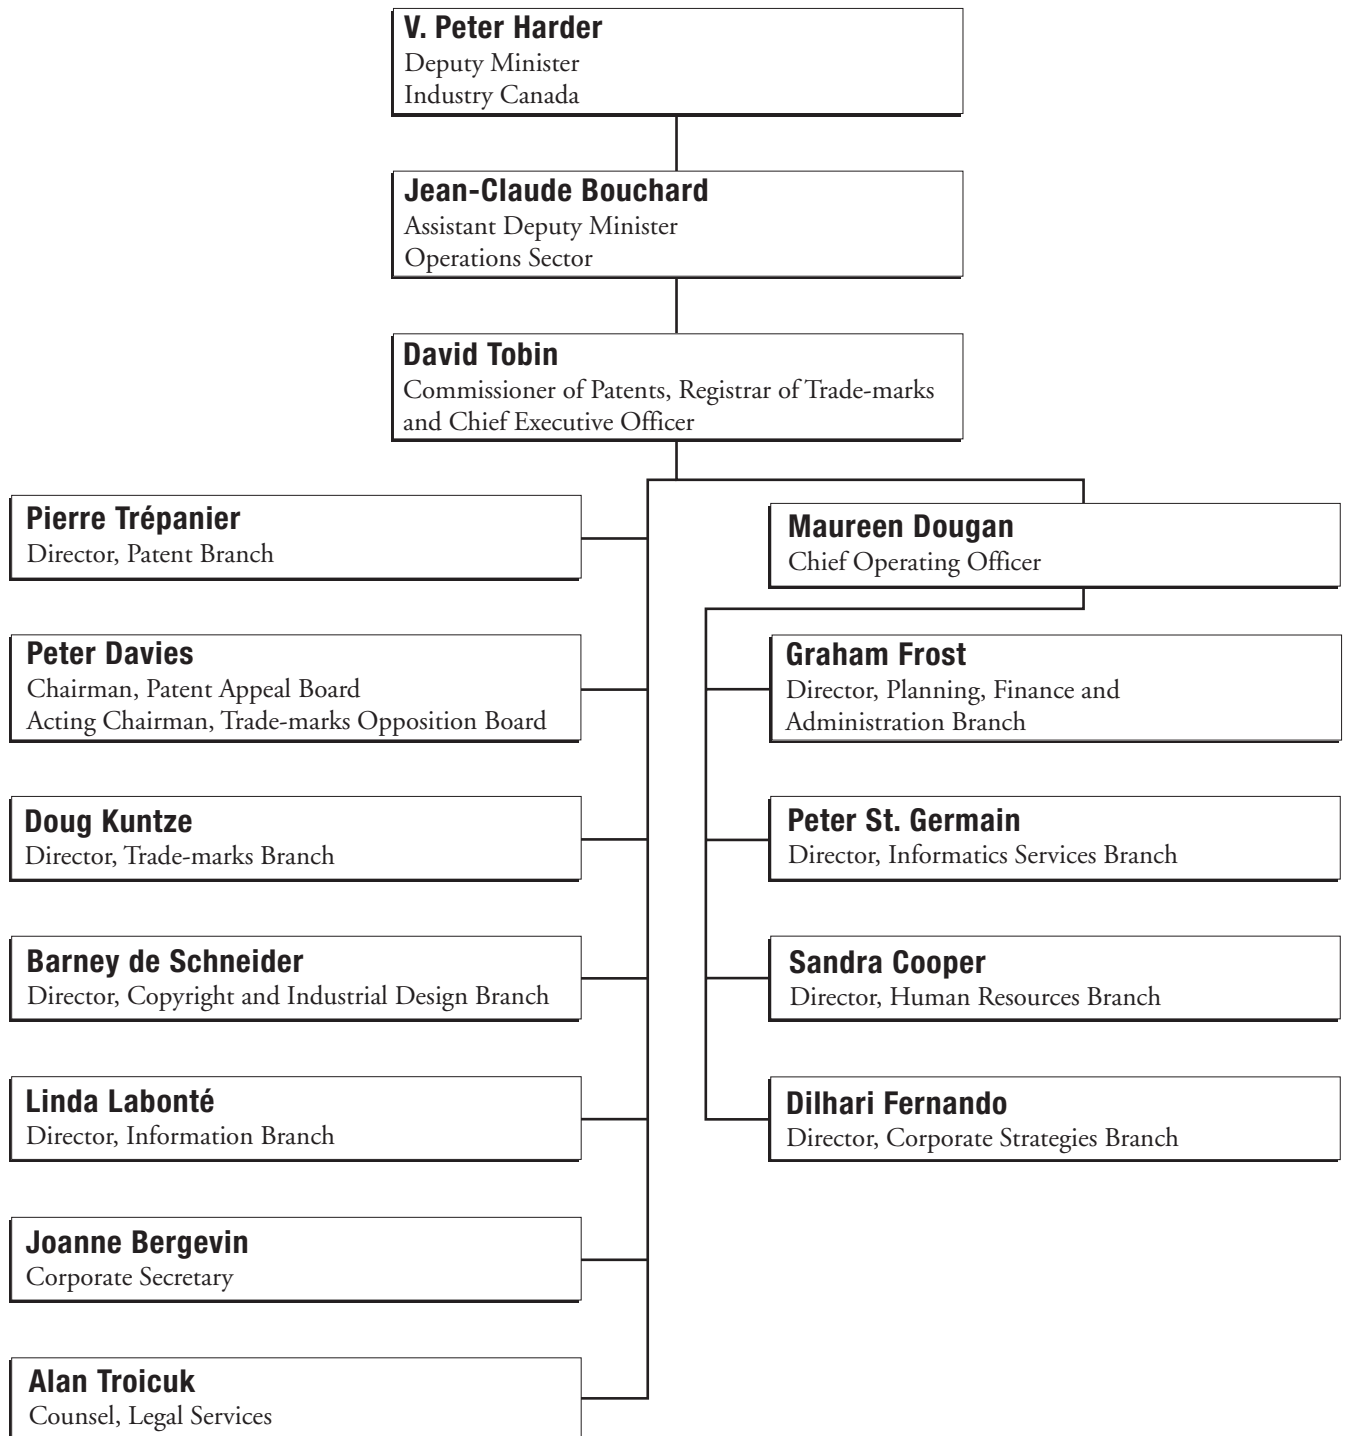 V. Peter Harder
Deputy Minister
Industry Canada
Jean-Claude Bouchard
Assistant Deputy Minister
Operations Sector
David Tobin
Commissioner of Patents, Registrar of Trade-marks
and Chief Executive Officer
Pierre Trépanier
Director, Patent Branch
Peter Davies
Chairman, Patent Appeal Board
Acting Chairman, Trade-marks Opposition Board
Doug Kuntze
Director, Trade-marks Branch
Barney de Schneider
Director, Copyright and Industrial Design Branch
Linda Labonté
Director, Information Branch
Joanne Bergevin
Corporate Secretary
Alan Troicuk
Counsel, Legal Services
Maureen Dougan
Chief Operating Officer
Graham Frost
Director, Planning, Finance and
Administration Branch
Peter St. Germain
Director, Informatics Services Branch
Sandra Cooper
Director, Human Resources Branch
Dilhari Fernando
Director, Corporate Strategies Branch